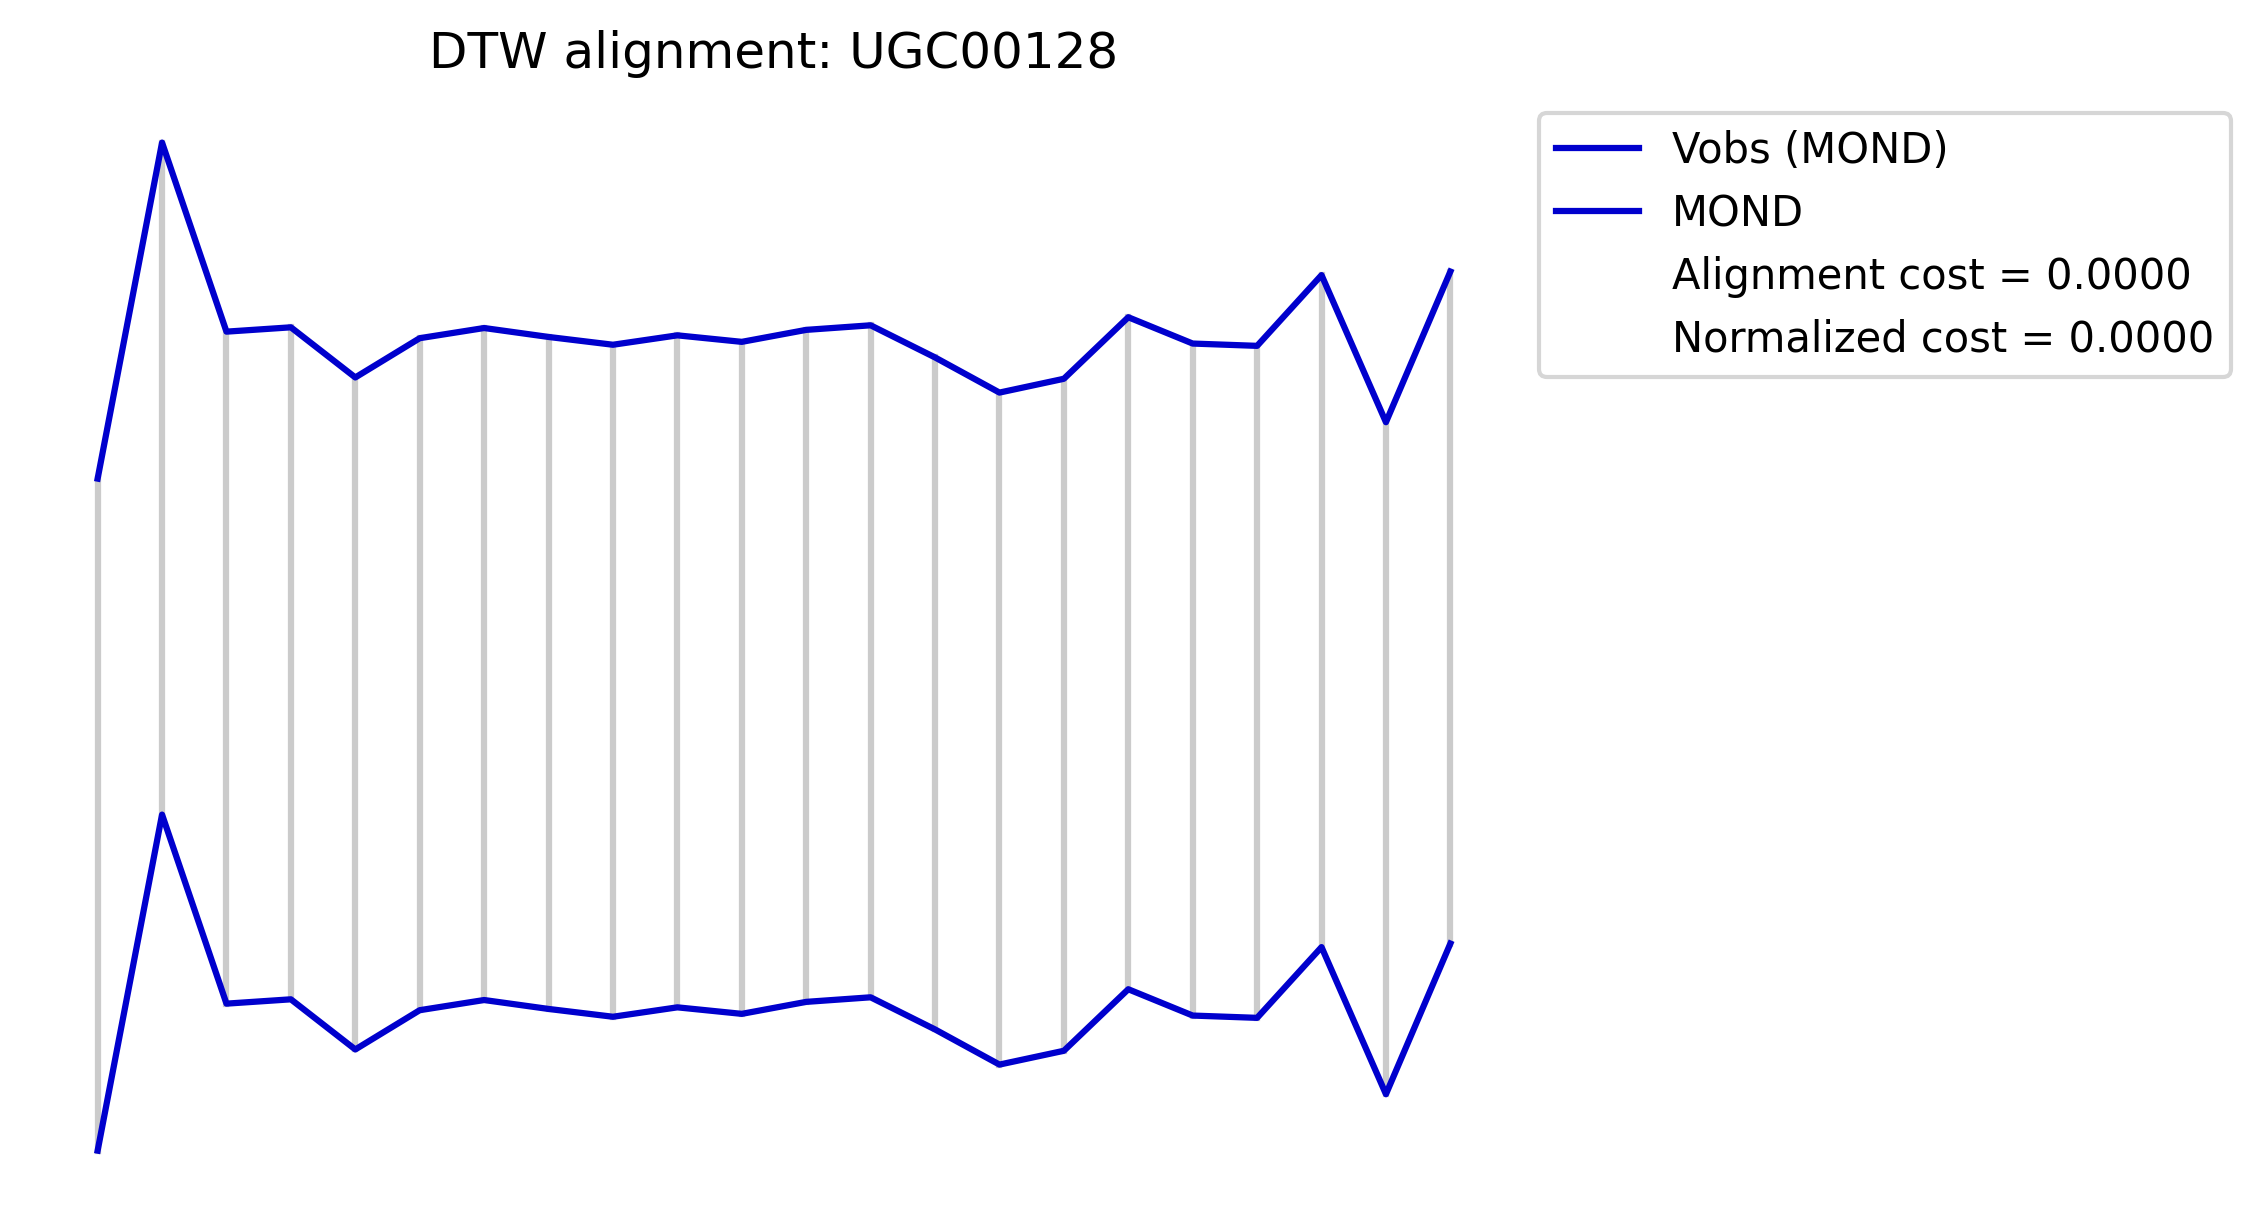 DTW alignment: UGC00128
Vobs (MOND)
MOND
Alignment cost = 0.0000
Normalized cost = 0.0000